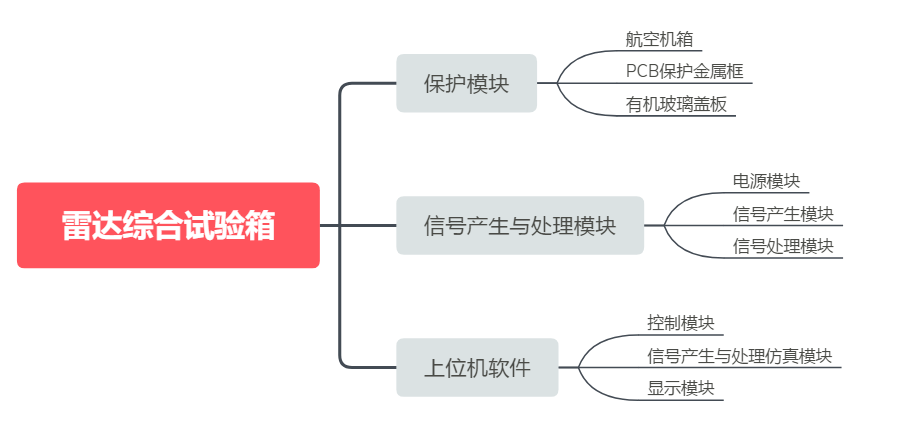 雷达综合试验箱
保护模块
航空机箱
PCB保护金属框
有机玻璃盖板
信号产生与处理模块
电源模块
信号产生模块
信号处理模块
上位机软件
控制模块
信号产生与处理仿真模块
显示模块